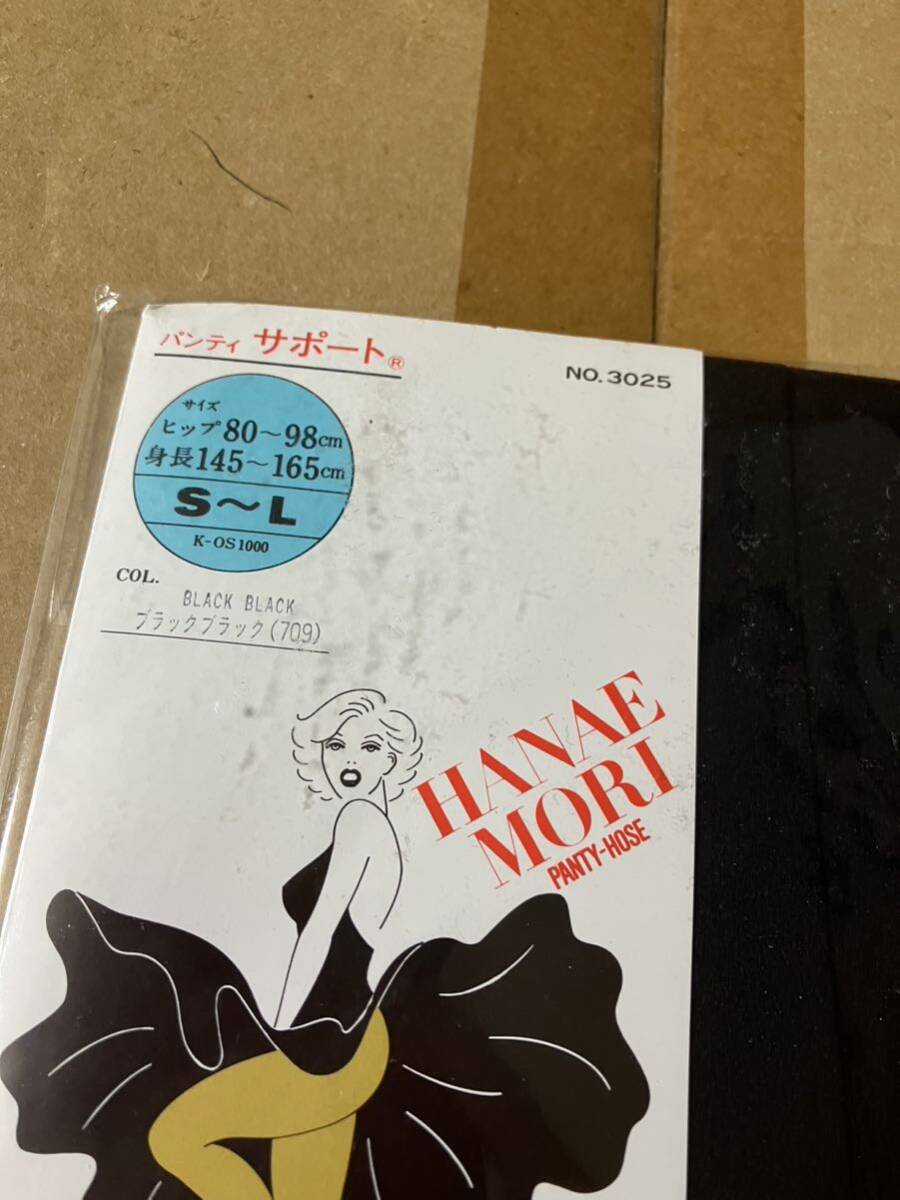 パンティ サポート®
NO.3025
サイズ
ヒップ80〜98cm
身長145〜165cm
S〜L
K-OS1000
COL.
BLACK BLACK
ブラックブラック(709)
HANAE
MORI
PANTY-HOSE